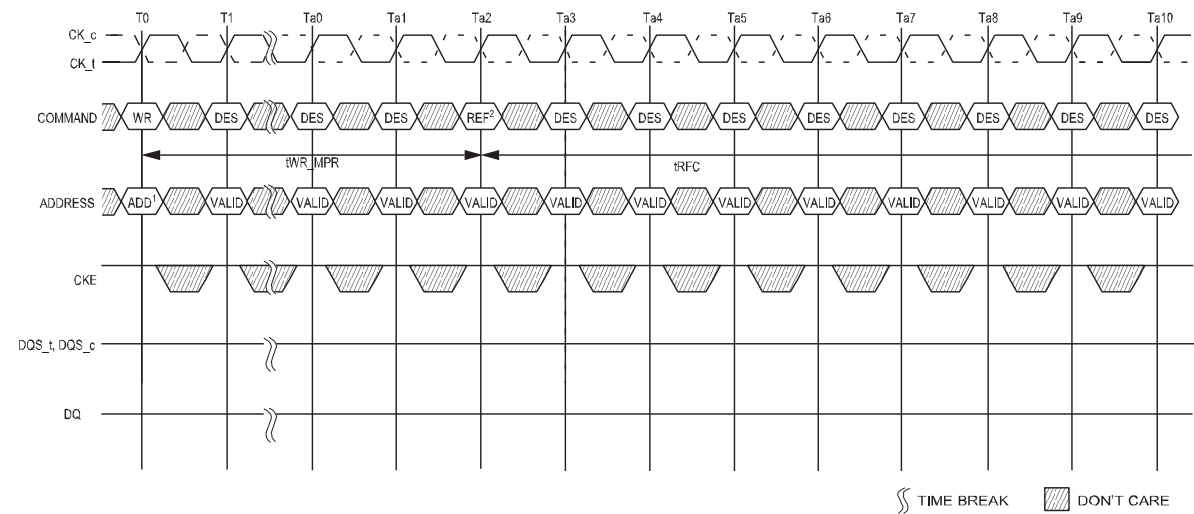 T0 T1 Ta0 Ta1 Ta2 Ta3 Ta4 Ta5 Ta6 Ta7 Ta8 Ta9 Ta10
CK_c
CK_t
COMMAND WR DES DES DES REF² DES DES DES DES DES DES DES DES
tWR_MPR tRFC
ADDRESS ADD¹ VALID VALID VALID VALID VALID VALID VALID VALID VALID VALID VALID VALID
CKE
DQS_t, DQS_c
DQ
TIME BREAK DON'T CARE